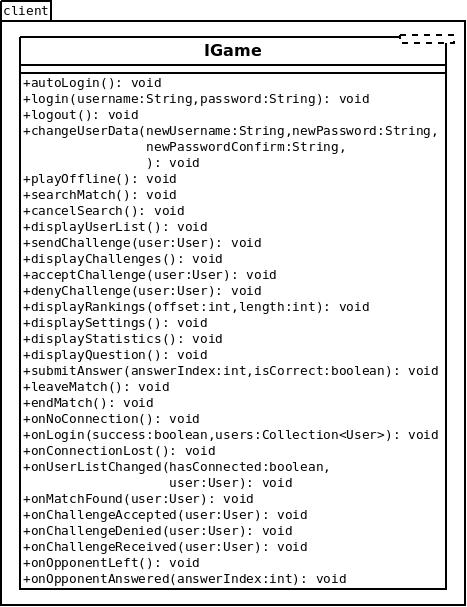 client
IGame
+autoLogin(): void
+login(username:String,password:String): void
+logout(): void
+changeUserData(newUsername:String,newPassword:String,
newPasswordConfirm:String,
): void
+playOffline(): void
+searchMatch(): void
+cancelSearch(): void
+displayUserList(): void
+sendChallenge(user:User): void
+displayChallenges(): void
+acceptChallenge(user:User): void
+denyChallenge(user:User): void
+displayRankings(offset:int,length:int): void
+displaySettings(): void
+displayStatistics(): void
+displayQuestion(): void
+submitAnswer(answerIndex:int,isCorrect:boolean): void
+leaveMatch(): void
+endMatch(): void
+onNoConnection(): void
+onLogin(success:boolean,users:Collection<User>): void
+onConnectionLost(): void
+onUserListChanged(hasConnected:boolean,
user:User): void
+onMatchFound(user:User): void
+onChallengeAccepted(user:User): void
+onChallengeDenied(user:User): void
+onChallengeReceived(user:User): void
+onOpponentLeft(): void
+onOpponentAnswered(answerIndex:int): void